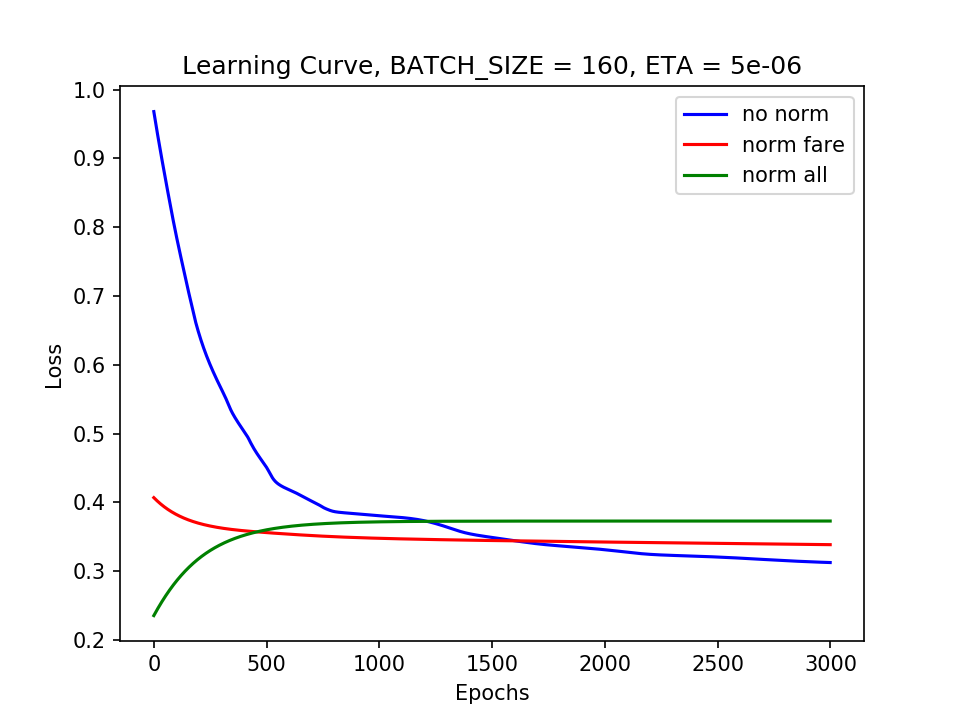 Learning Curve, BATCH_SIZE = 160, ETA = 5e-06
1.0
0.9
0.8
0.7
0.6
0.5
0.4
0.3
0.2
Loss
no norm
norm fare
norm all
0 500 1000 1500 2000 2500 3000
Epochs